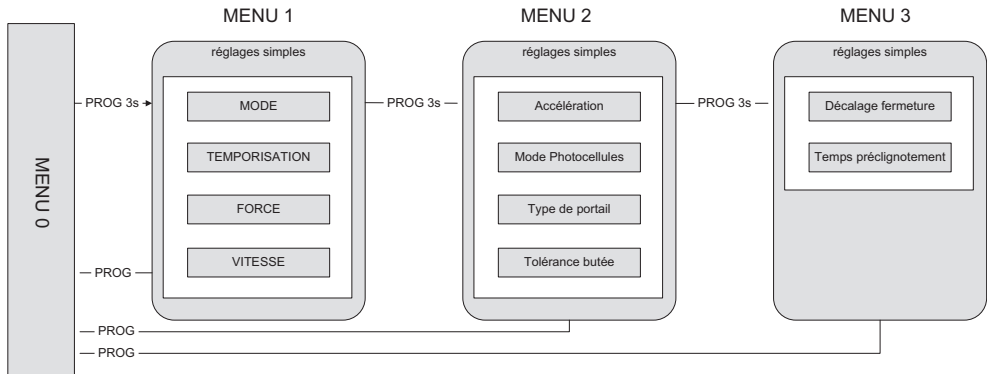 MENU 1
MENU 2
MENU 3
réglages simples
réglages simples
réglages simples
MENU 0
PROG 3s
MODE
TEMPORISATION
FORCE
VITESSE
PROG 3s
Accélération
Mode Photocellules
Type de portail
Tolérance butée
PROG 3s
Décalage fermeture
Temps préclignotement
PROG
PROG
PROG